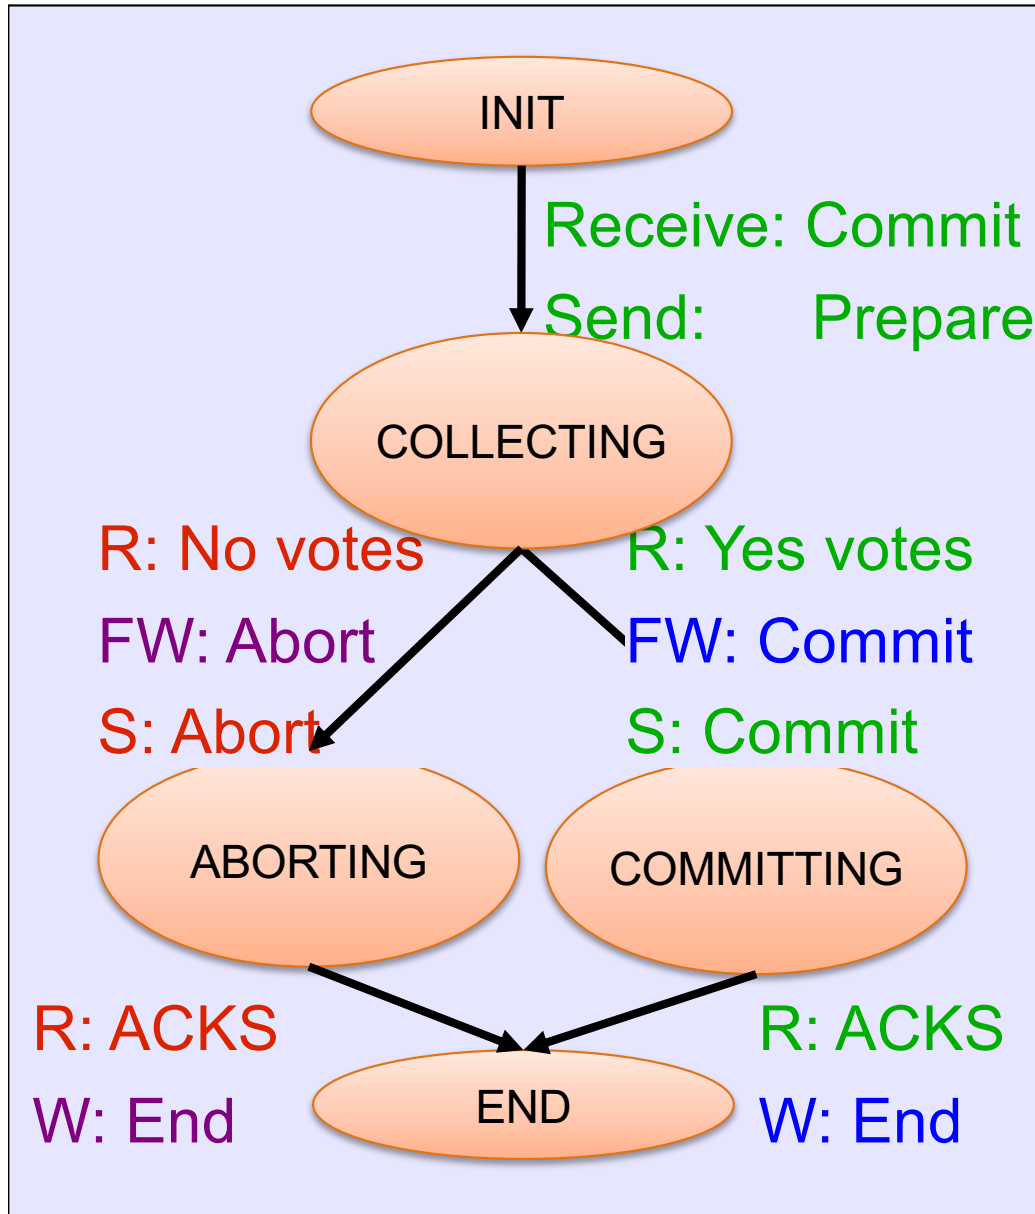 INIT
Receive: Commit
Send: Prepare
COLLECTING
R: No votes
FW: Abort
S: Abort
R: Yes votes
FW: Commit
S: Commit
ABORTING
COMMITTING
R: ACKS
W: End
R: ACKS
W: End
END